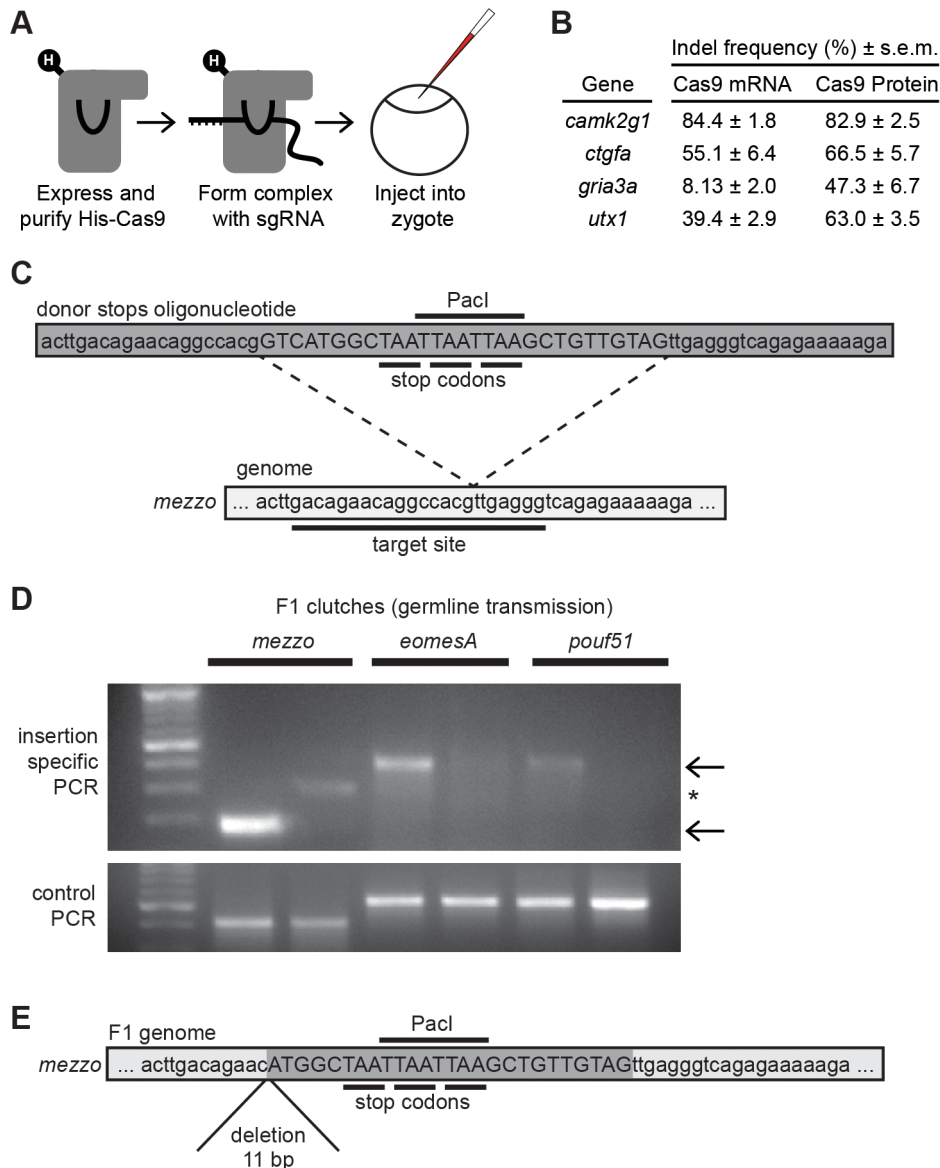 A
H
H
Express and
purify His-Cas9
Form complex
with sgRNA
Inject into
zygote
B
Indel frequency (%) ± s.e.m.
Gene Cas9 mRNA Cas9 Protein
camk2g1 84.4 ± 1.8 82.9 ± 2.5
ctgfa 55.1 ± 6.4 66.5 ± 5.7
gria3a 8.13 ± 2.0 47.3 ± 6.7
utx1 39.4 ± 2.9 63.0 ± 3.5
C
donor stops oligonucleotide
PacI
acttgacagaacaggccacgGTCATGGCTAATTAATTAAGCTGTTGTAGttgagggtcagagaaaaaga
stop codons
genome
mezzo ... acttgacagaacaggccacgttgagggtcagagaaaaaga ...
target site
D
F1 clutches (germline transmission)
mezzo eomesA pouf51
insertion
specific
PCR
*
control
PCR
E
F1 genome
PacI
mezzo ... acttgacagaacATGGCTAATTAATTAAGCTGTTGTAGttgagggtcagagaaaaaga ...
stop codons
deletion
11 bp